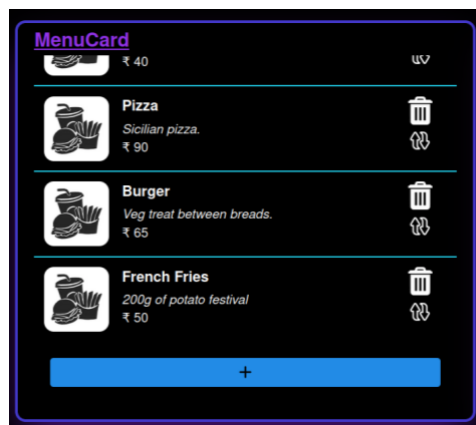 MenuCard
₹ 40
Pizza
Sicilian pizza.
₹ 90
Burger
Veg treat between breads.
₹ 65
French Fries
200g of potato festival
₹ 50
+